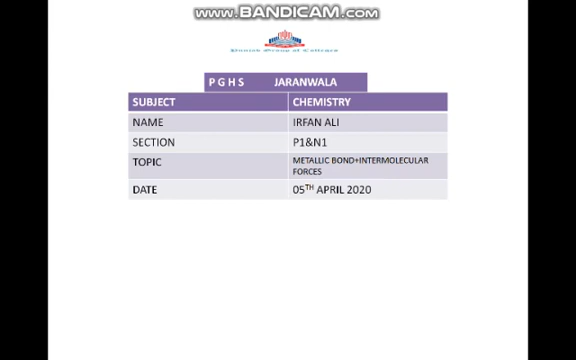 www.BANDICAM.com
PGHS JARANWALA
SUBJECT CHEMISTRY
NAME IRFAN ALI
SECTION P1&N1
TOPIC METALLIC BOND+INTERMOLECULAR
FORCES
DATE 05TH APRIL 2020